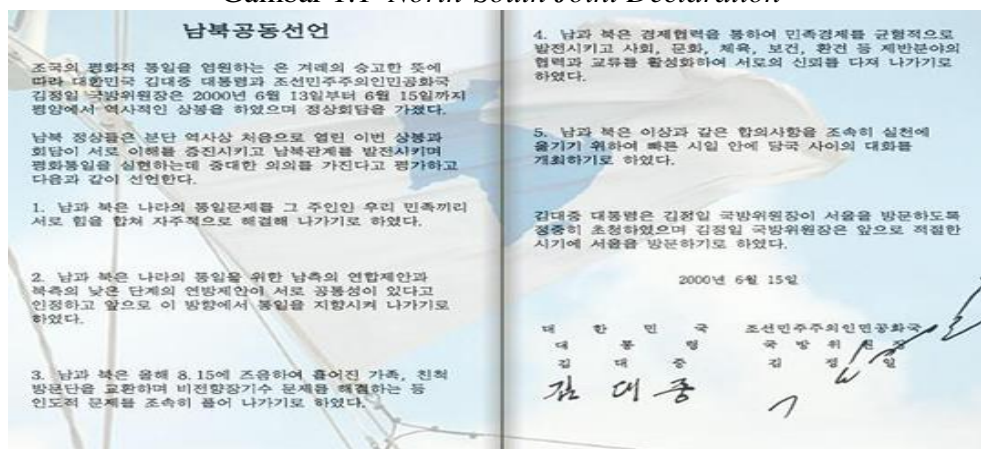 Gambar 1.1 North-South Joint Declaration
남북공동선언
조국의 평화적 통일을 염원하는 온 겨레의 숭고한 뜻에
따라 대한민국 김대중 대통령과 조선민주주의인민공화국
김정일 국방위원장은 2000년 6월 13일부터 6월 15일까지
평양에서 역사적인 상봉을 하였으며 정상회담을 가졌다.
남북 정상들은 분단 역사상 처음으로 열린 이번 상봉과
회담이 서로 이해를 증진시키고 남북관계를 발전시키며
평화통일을 실현하는데 중대한 의의를 가진다고 평가하고
다음과 같이 선언한다.
1. 남과 북은 나라의 통일문제를 그 주인인 우리 민족끼리
서로 힘을 합쳐 자주적으로 해결해 나가기로 하였다.
2. 남과 북은 나라의 통일을 위한 남측의 연합제안과
북측의 낮은 단계의 연방제안이 서로 공통성이 있다고
인정하고 앞으로 이 방향에서 통일을 지향시켜 나가기로
하였다.
3. 남과 북은 올해 8.15에 즈음하여 흩어진 가족, 친척
방문단을 교환하며 비전향장기수 문제를 해결하는 등
인도적 문제를 조속히 풀어 나가기로 하였다.
4. 남과 북은 경제협력을 통하여 민족경제를 균형적으로
발전시키고 사회, 문화, 체육, 보건, 환경 등 제반분야의
협력과 교류를 활성화하여 서로의 신뢰를 다져 나가기로
하였다.
5. 남과 북은 이상과 같은 합의사항을 조속히 실천에
옮기기 위하여 빠른 시일 안에 당국 사이의 대화를
개최하기로 하였다.
김대중 대통령은 김정일 국방위원장이 서울을 방문하도록
정중히 초청하였으며 김정일 국방위원장은 앞으로 적절한
시기에 서울을 방문하기로 하였다.
2000년 6월 15일
대 한 민 국 조선민주주의인민공화국
대 통 령 국 방 위 원 장
김 대 중 김 정 일
김 대 중